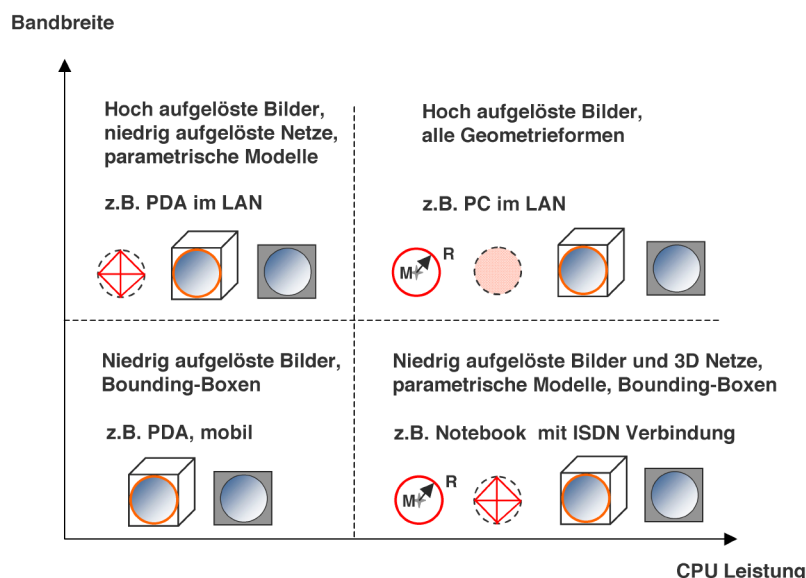 Bandbreite
Hoch aufgelöste Bilder,
niedrig aufgelöste Netze,
parametrische Modelle
z.B. PDA im LAN
Hoch aufgelöste Bilder,
alle Geometrieformen
z.B. PC im LAN
M
R
Niedrig aufgelöste Bilder,
Bounding-Boxen
z.B. PDA, mobil
Niedrig aufgelöste Bilder und 3D Netze,
parametrische Modelle, Bounding-Boxen
z.B. Notebook mit ISDN Verbindung
M
R
CPU Leistung